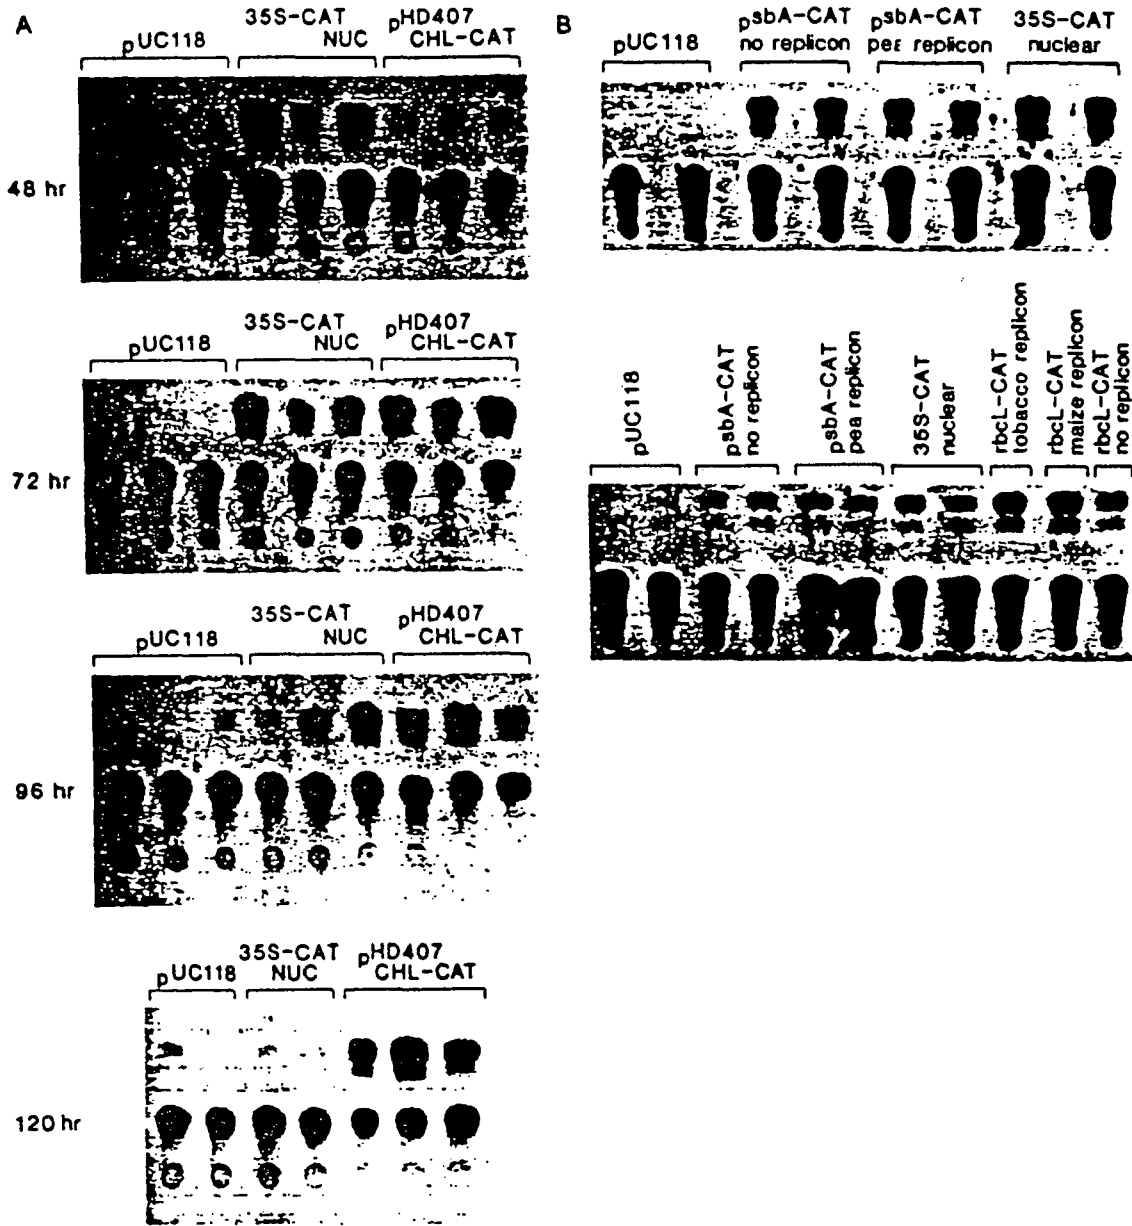 A
pUC118
35S-CAT
NUC
pHD407
CHL-CAT
48 hr
pUC118
35S-CAT
NUC
pHD407
CHL-CAT
72 hr
pUC118
35S-CAT
NUC
pHD407
CHL-CAT
96 hr
pUC118
35S-CAT
NUC
pHD407
CHL-CAT
120 hr
B
pUC118
psbA-CAT
no replicon
psbA-CAT
pea replicon
35S-CAT
nuclear
pUC118
psbA-CAT
no replicon
psbA-CAT
pea replicon
35S-CAT
nuclear
rbcL-CAT
tobacco replicon
rbcL-CAT
maize replicon
rbcL-CAT
no replicon